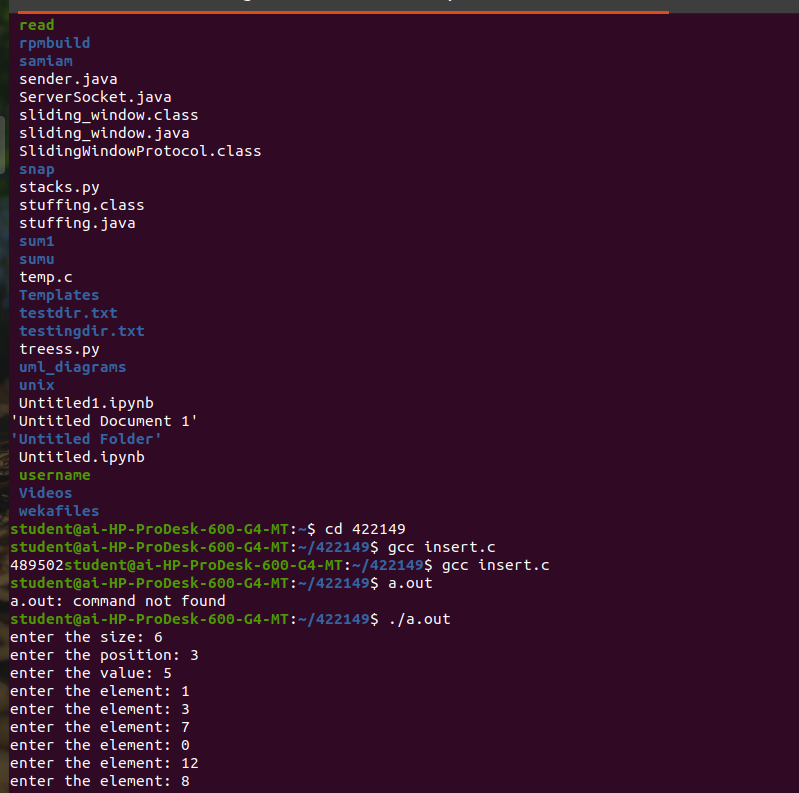 read
rpmbuild
samiam
sender.java
ServerSocket.java
sliding_window.class
sliding_window.java
SlidingWindowProtocol.class
snap
stacks.py
stuffing.class
stuffing.java
sum1
sumu
temp.c
Templates
testdir.txt
testingdir.txt
treess.py
uml_diagrams
unix
Untitled1.ipynb
'Untitled Document 1'
'Untitled Folder'
Untitled.ipynb
username
Videos
wekafiles
student@ai-HP-ProDesk-600-G4-MT:~$ cd 422149
student@ai-HP-ProDesk-600-G4-MT:~/422149$ gcc insert.c
489502student@ai-HP-ProDesk-600-G4-MT:~/422149$ gcc insert.c
student@ai-HP-ProDesk-600-G4-MT:~/422149$ a.out
a.out: command not found
student@ai-HP-ProDesk-600-G4-MT:~/422149$ ./a.out
enter the size: 6
enter the position: 3
enter the value: 5
enter the element: 1
enter the element: 3
enter the element: 7
enter the element: 0
enter the element: 12
enter the element: 8